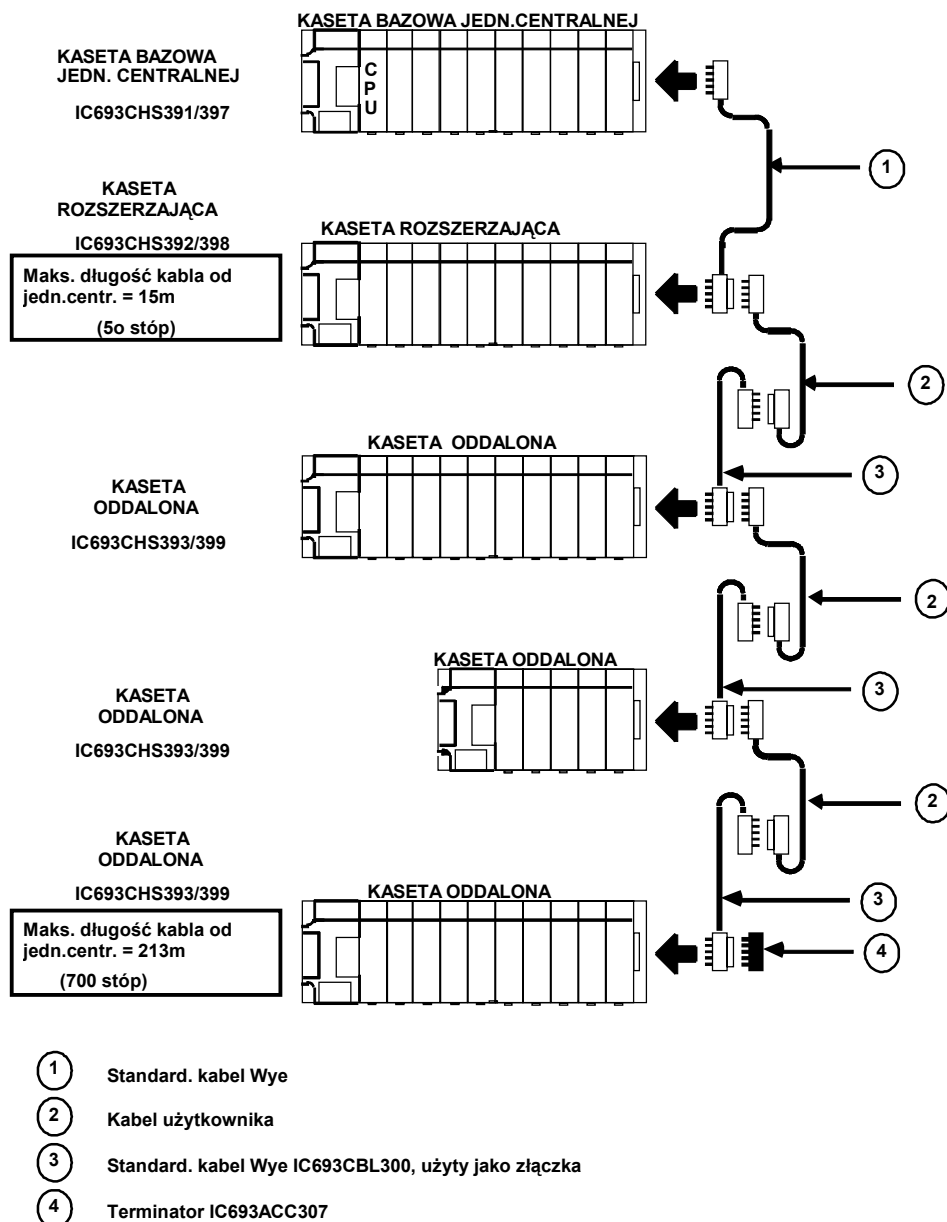 KASETA BAZOWA JEDN.CENTRALNEJ
KASETA BAZOWA
JEDN. CENTRALNEJ
IC693CHS391/397
C
P
U
1
KASETA
ROZSZERZAJĄCA
IC693CHS392/398
KASETA ROZSZERZAJĄCA
Maks. długość kabla od
jedn.centr. = 15m
(5o stóp)
2
KASETA ODDALONA
3
KASETA
ODDALONA
IC693CHS393/399
2
KASETA ODDALONA
3
KASETA
ODDALONA
IC693CHS393/399
2
KASETA
ODDALONA
IC693CHS393/399
KASETA ODDALONA
3
Maks. długość kabla od
jedn.centr. = 213m
(700 stóp)
4
1 Standard. kabel Wye
2 Kabel użytkownika
3 Standard. kabel Wye IC693CBL300, użyty jako złączka
4 Terminator IC693ACC307